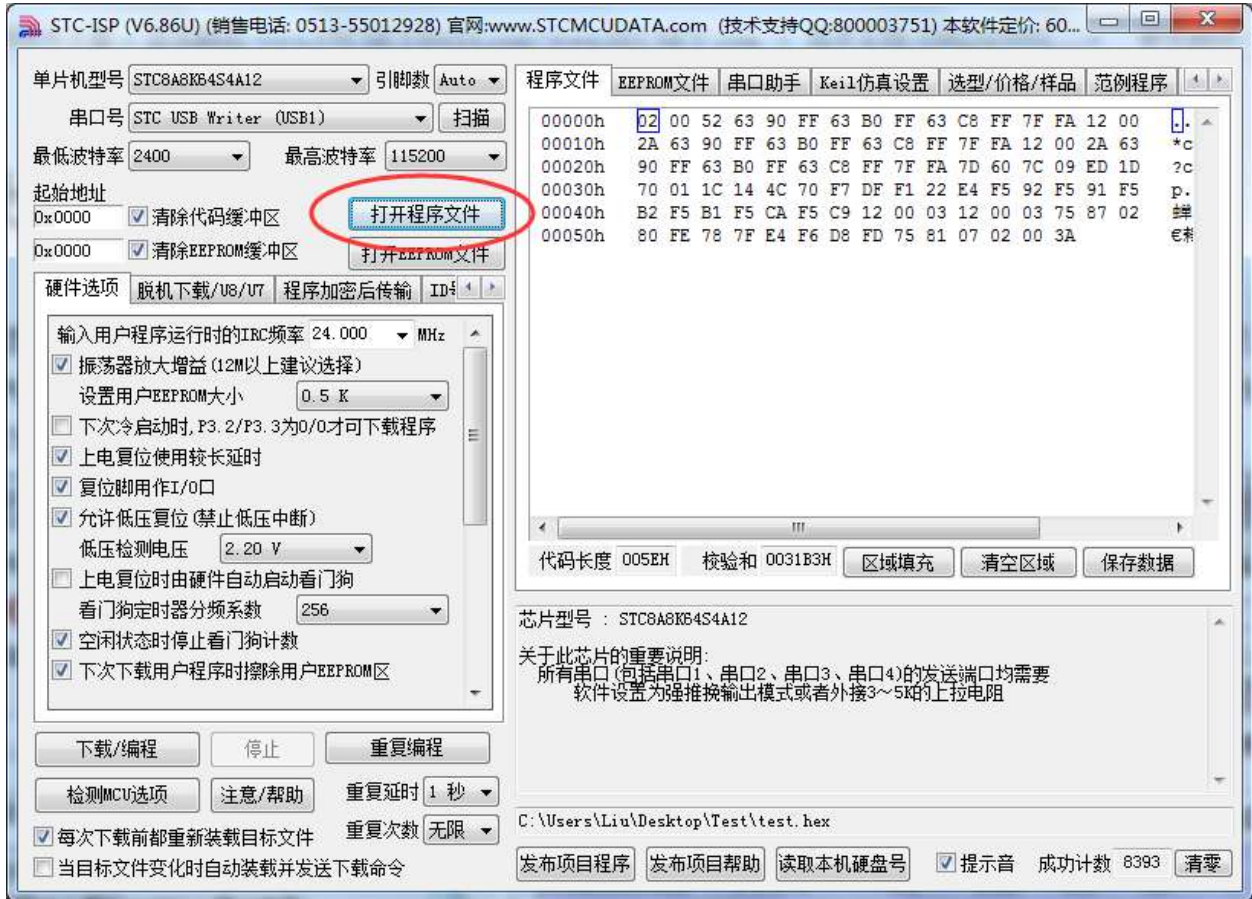 STC-ISP (V6.86U) (销售电话: 0513-55012928) 官网:www.STCMCUDATA.com (技术支持QQ:800003751) 本软件定价: 60...
单片机型号 STC8A8K64S4A12 引脚数 Auto
串口号 STC USB Writer (USB1) 扫描
最低波特率 2400 最高波特率 115200
起始地址
0x0000 清除代码缓冲区 打开程序文件
0x0000 清除EEPROM缓冲区 打开EEPROM文件
硬件选项 脱机下载/U8/U7 程序加密后传输
输入用户程序运行时的IRC频率 24.000 MHz
振荡器放大增益(12M以上建议选择)
设置用户EEPROM大小 0.5 K
下次冷启动时,P3.2/P3.3为0/0才可下载程序
上电复位使用较长延时
复位脚用作I/O口
允许低压复位(禁止低压中断)
低压检测电压 2.20 V
上电复位时由硬件自动启动看门狗
看门狗定时器分频系数 256
空闲状态时停止看门狗计数
下次下载用户程序时擦除用户EEPROM区
下载/编程 停止 重复编程
检测MCU选项 注意/帮助 重复延时 1 秒
每次下载前都重新装载目标文件 重复次数 无限
当目标文件变化时自动装载并发送下载命令
程序文件 EEPROM文件 串口助手 Keil仿真设置 选型/价格/样品 范例程序
00000h 02 00 52 63 90 FF 63 B0 FF 63 C8 FF 7F FA 12 00 ..
00010h 2A 63 90 FF 63 B0 FF 63 C8 FF 7F FA 12 00 2A 63 *c
00020h 90 FF 63 B0 FF 63 C8 FF 7F FA 7D 60 7C 09 ED 1D ?c
00030h 70 01 1C 14 4C 70 F7 DF F1 22 E4 F5 92 F5 91 F5 p.
00040h B2 F5 B1 F5 CA F5 C9 12 00 03 12 00 03 75 87 02
00050h 80 FE 78 7F E4 F6 D8 FD 75 81 07 02 00 3A
代码长度 005EH 校验和 0031B3H 区域填充 清空区域 保存数据
芯片型号 : STC8A8K64S4A12
关于此芯片的重要说明:
所有串口(包括串口1、串口2、串口3、串口4)的发送端口均需要
软件设置为强推挽输出模式或者外接3~5K的上拉电阻
C:\Users\Liu\Desktop\Test\test.hex
发布项目程序 发布项目帮助 读取本机硬盘号 提示音 成功计数 8393 清零